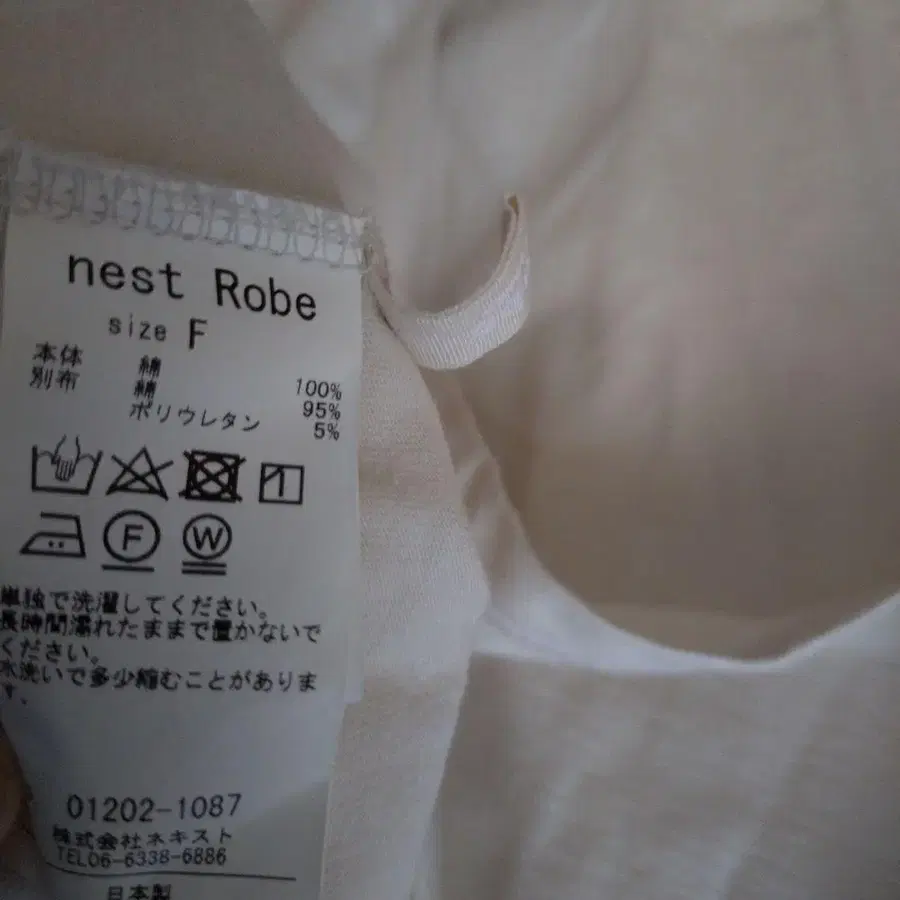 nest Robe
size F
本体 綿 100%
別布 綿 95%
ポリウレタン 5%
F W
単独で洗濯してください。
長時間濡れたままで置かないで
ください。
水洗いで多少縮むことがありま
す。
01202-1087
株式会社ネキスト
TEL06-6338-6886
日本製